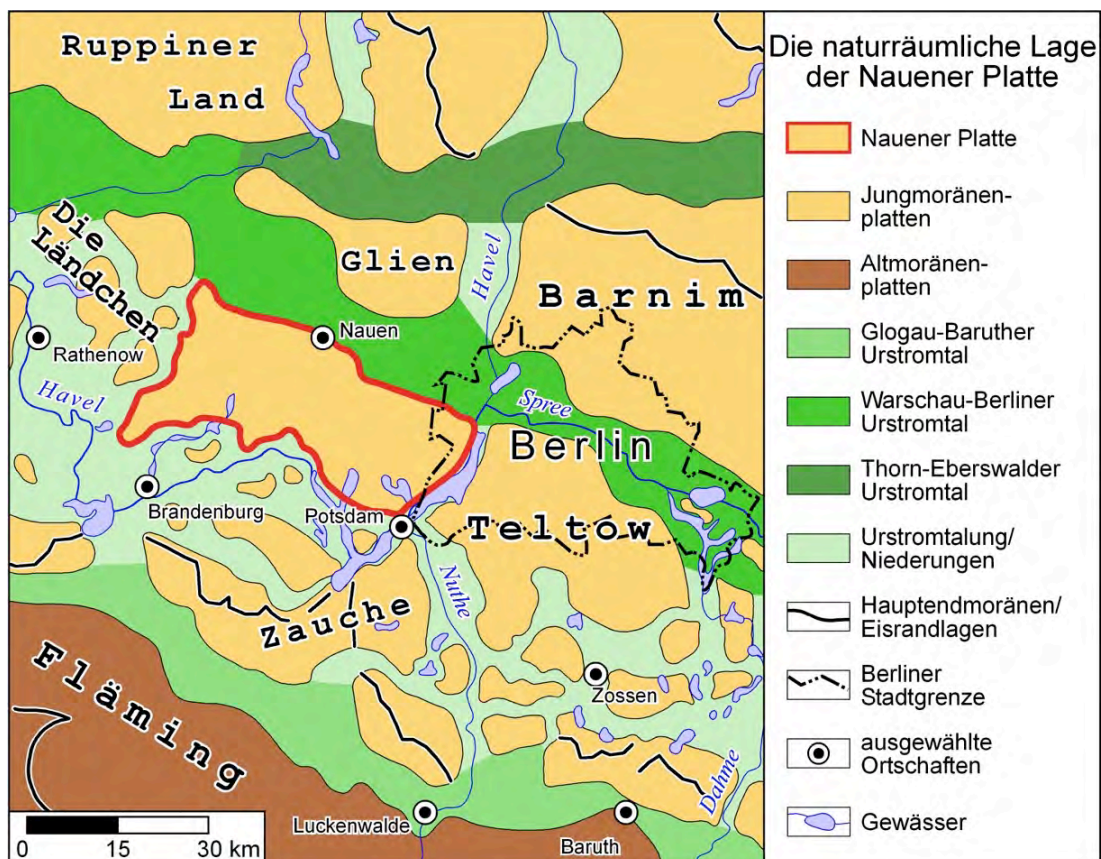 Ruppiner
Land
Die
Ländchen
Glien
Havel
Barnim
Nauen
Rathenow
Havel
Spree
Berlin
Brandenburg
Potsdam
Teltow
Nuthe
Zauche
Fläming
Zossen
Dahme
Luckenwalde
Baruth
0 15 30 km
Die naturräumliche Lage
der Nauener Platte
Nauener Platte
Jungmoränen-
platten
Altmoränen-
platten
Glogau-Baruther
Urstromtal
Warschau-Berliner
Urstromtal
Thorn-Eberswalder
Urstromtal
Urstromtalung/
Niederungen
Hauptendmoränen/
Eisrandlagen
Berliner
Stadtgrenze
ausgewählte
Ortschaften
Gewässer